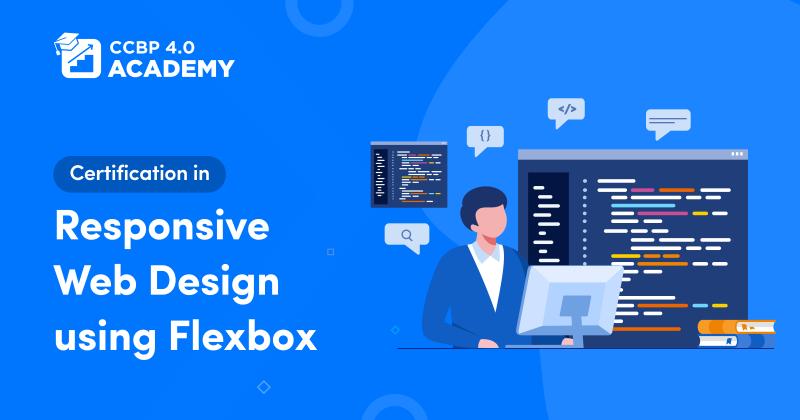 CCBP 4.0
ACADEMY
Certification in
Responsive
Web Design
using Flexbox
{}
</>